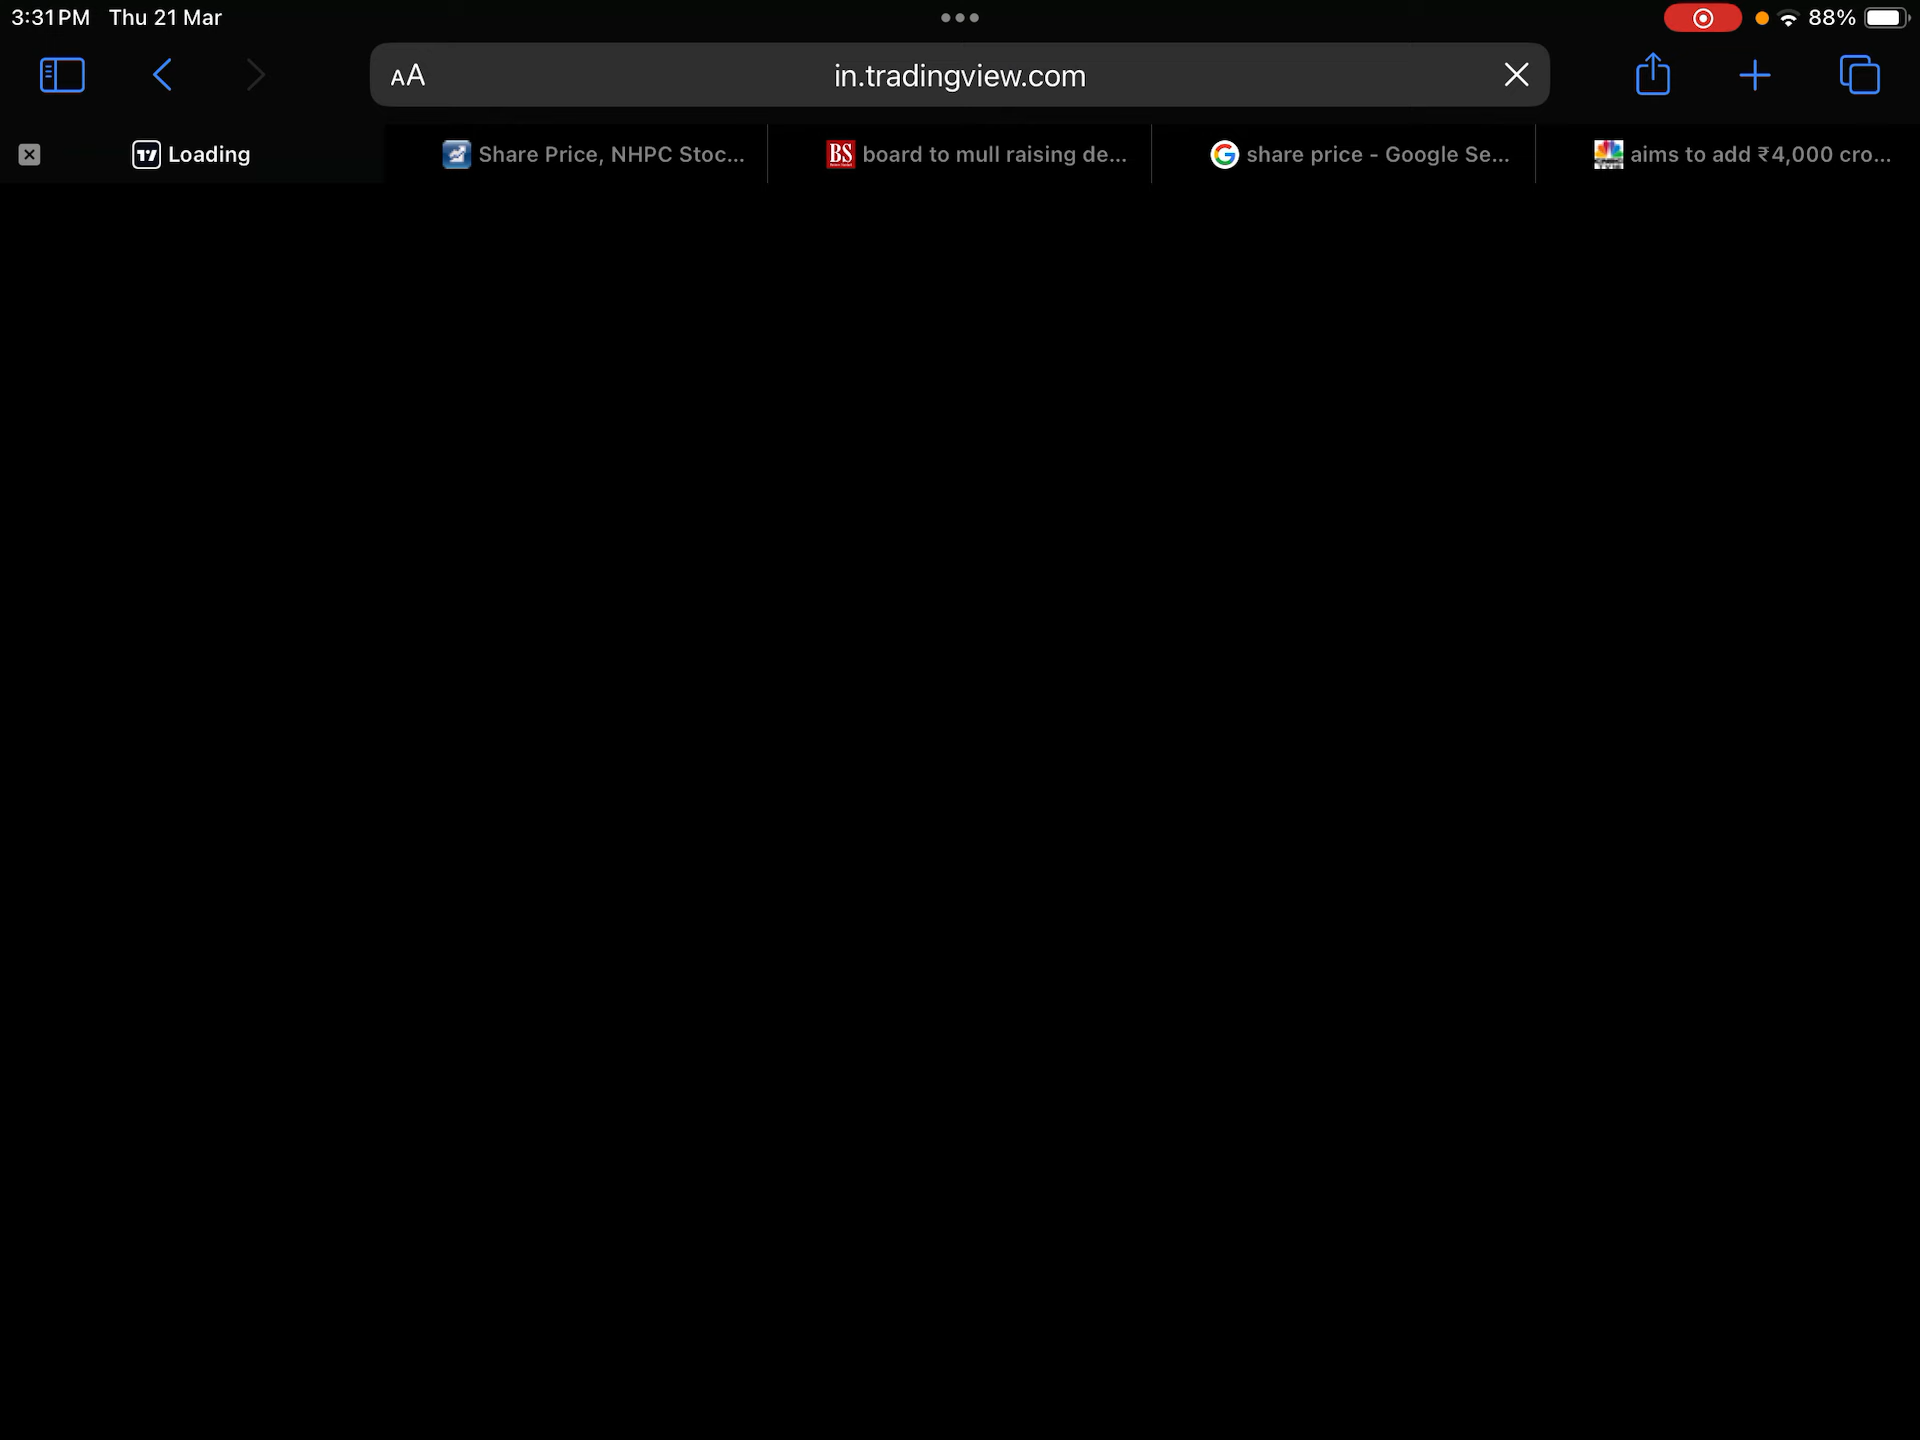 3:31 PM Thu 21 Mar
88%
AA
in.tradingview.com
Loading
Share Price, NHPC Stoc...
BS board to mull raising de...
share price - Google Se...
aims to add ₹4,000 cro...